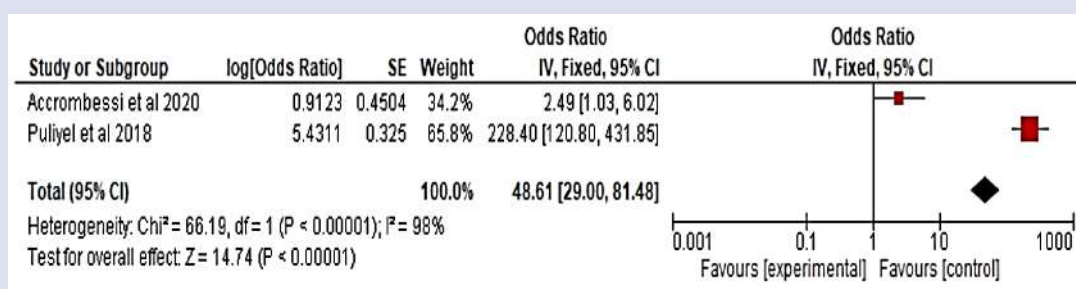 Odds Ratio Odds Ratio
Study or Subgroup log[Odds Ratio] SE Weight IV, Fixed, 95% CI IV, Fixed, 95% CI
Accrombessi et al 2020 0.9123 0.4504 34.2% 2.49 [1.03, 6.02]
Puliyel et al 2018 5.4311 0.325 65.8% 228.40 [120.80, 431.85]
Total (95% CI) 100.0% 48.61 [29.00, 81.48]
Heterogeneity: Chi² = 66.19, df = 1 (P < 0.00001); I² = 98%
Test for overall effect: Z = 14.74 (P < 0.00001)
0.001 0.1 1 10 1000
Favours [experimental] Favours [control]